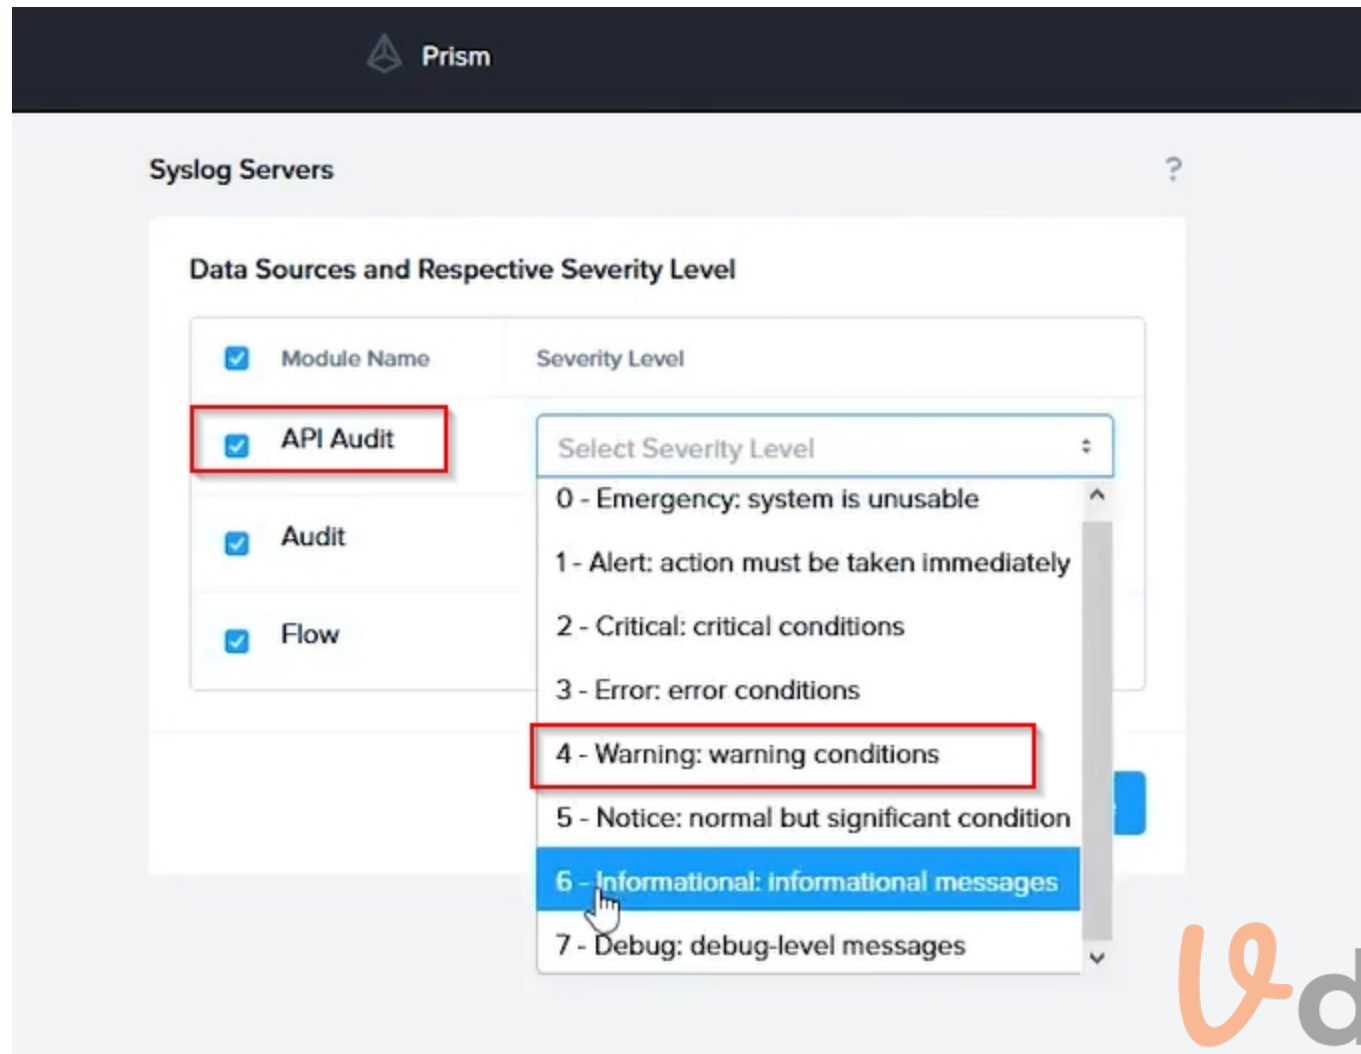 Prism
Syslog Servers
?
Data Sources and Respective Severity Level
Module Name
Severity Level
API Audit
Select Severity Level
0 - Emergency: system is unusable
1 - Alert: action must be taken immediately
Audit
2 - Critical: critical conditions
Flow
3 - Error: error conditions
4 - Warning: warning conditions
5 - Notice: normal but significant condition
6 - Informational: informational messages
7 - Debug: debug-level messages